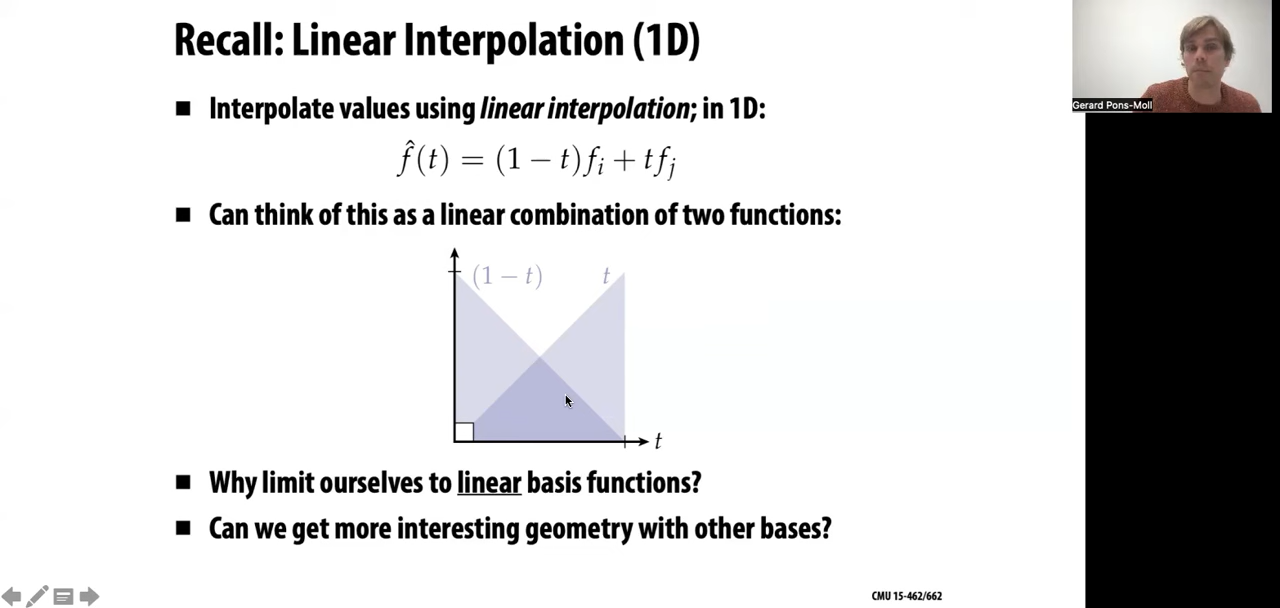 Recall: Linear Interpolation (1D)
Gerard Pons-Moll
■ Interpolate values using linear interpolation; in 1D:
f̂(t) = (1 − t)fᵢ + tfⱼ
■ Can think of this as a linear combination of two functions:
(1 − t) t
t
■ Why limit ourselves to linear basis functions?
■ Can we get more interesting geometry with other bases?
CMU 15-462/662